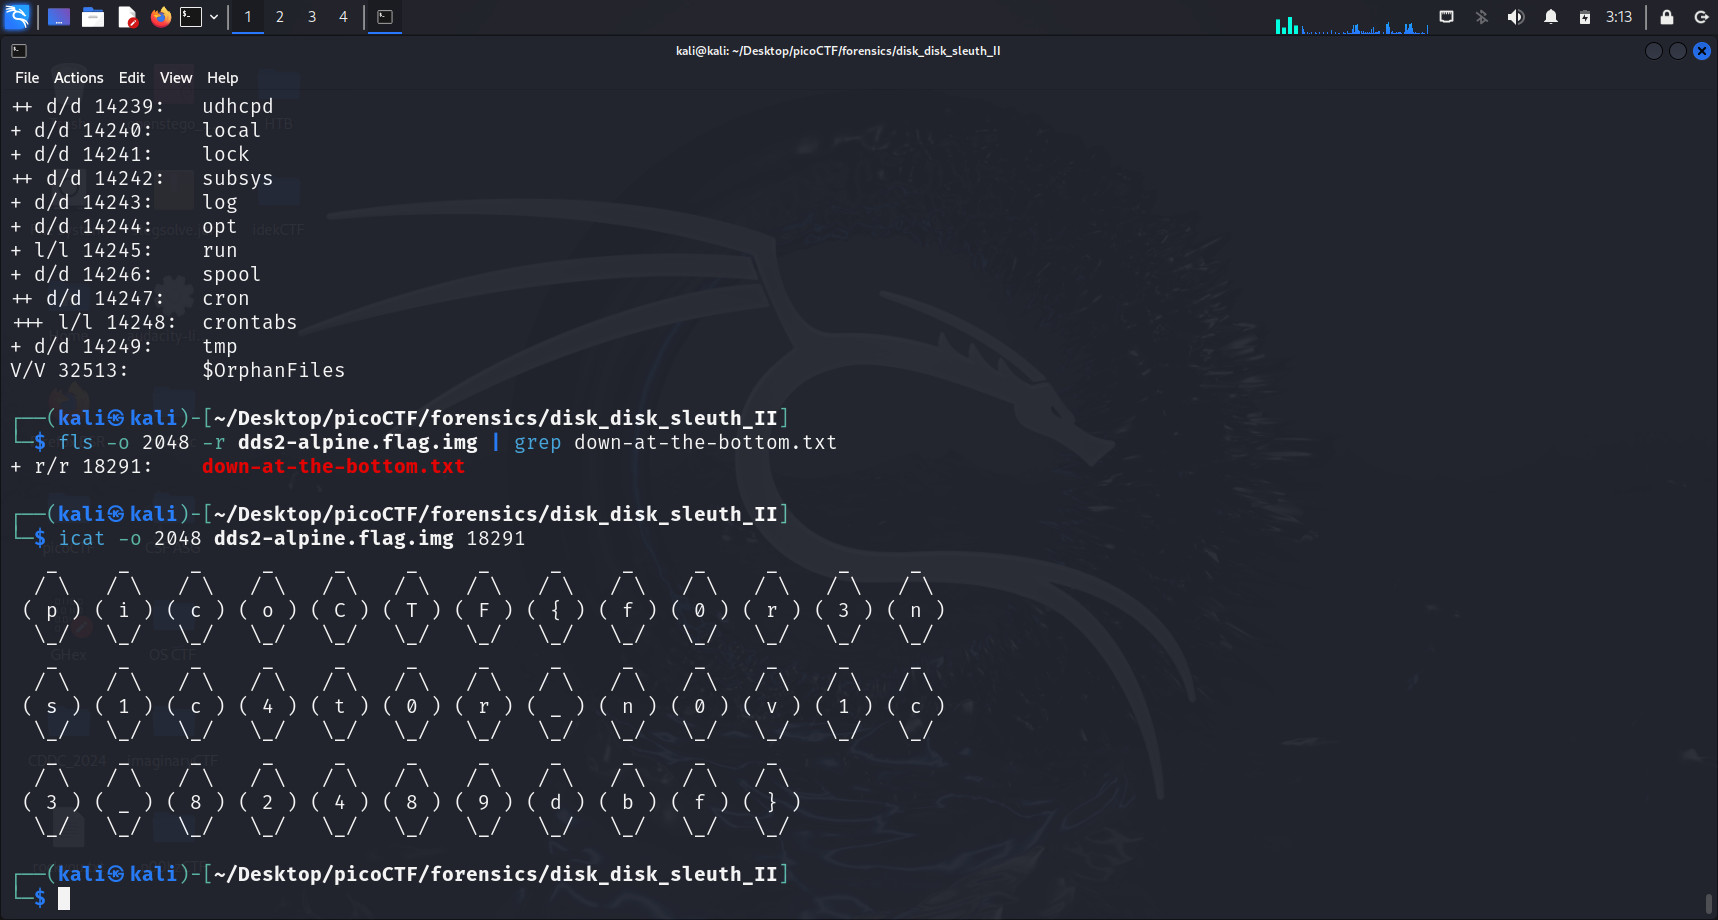 1 2 3 4 3:13
kali@kali: ~/Desktop/picoCTF/forensics/disk_disk_sleuth_II
File Actions Edit View Help
++ d/d 14239: udhcpd
+ d/d 14240: local
+ d/d 14241: lock
++ d/d 14242: subsys
+ d/d 14243: log
+ d/d 14244: opt
+ l/l 14245: run
+ d/d 14246: spool
++ d/d 14247: cron
+++ l/l 14248: crontabs
+ d/d 14249: tmp
V/V 32513: $OrphanFiles
┌──(kali㉿kali)-[~/Desktop/picoCTF/forensics/disk_disk_sleuth_II]
└─$ fls -o 2048 -r dds2-alpine.flag.img | grep down-at-the-bottom.txt
+ r/r 18291: down-at-the-bottom.txt
┌──(kali㉿kali)-[~/Desktop/picoCTF/forensics/disk_disk_sleuth_II]
└─$ icat -o 2048 dds2-alpine.flag.img 18291
   _     _     _     _     _     _     _     _     _     _     _     _     _
  / \   / \   / \   / \   / \   / \   / \   / \   / \   / \   / \   / \   / \
 ( p ) ( i ) ( c ) ( o ) ( C ) ( T ) ( F ) ( { ) ( f ) ( 0 ) ( r ) ( 3 ) ( n )
  \_/   \_/   \_/   \_/   \_/   \_/   \_/   \_/   \_/   \_/   \_/   \_/   \_/
   _     _     _     _     _     _     _     _     _     _     _     _     _
  / \   / \   / \   / \   / \   / \   / \   / \   / \   / \   / \   / \   / \
 ( s ) ( 1 ) ( c ) ( 4 ) ( t ) ( 0 ) ( r ) ( _ ) ( n ) ( 0 ) ( v ) ( 1 ) ( c )
  \_/   \_/   \_/   \_/   \_/   \_/   \_/   \_/   \_/   \_/   \_/   \_/   \_/
   _     _     _     _     _     _     _     _     _     _     _
  / \   / \   / \   / \   / \   / \   / \   / \   / \   / \   / \
 ( 3 ) ( _ ) ( 8 ) ( 2 ) ( 4 ) ( 8 ) ( 9 ) ( d ) ( b ) ( f ) ( } )
  \_/   \_/   \_/   \_/   \_/   \_/   \_/   \_/   \_/   \_/   \_/
┌──(kali㉿kali)-[~/Desktop/picoCTF/forensics/disk_disk_sleuth_II]
└─$